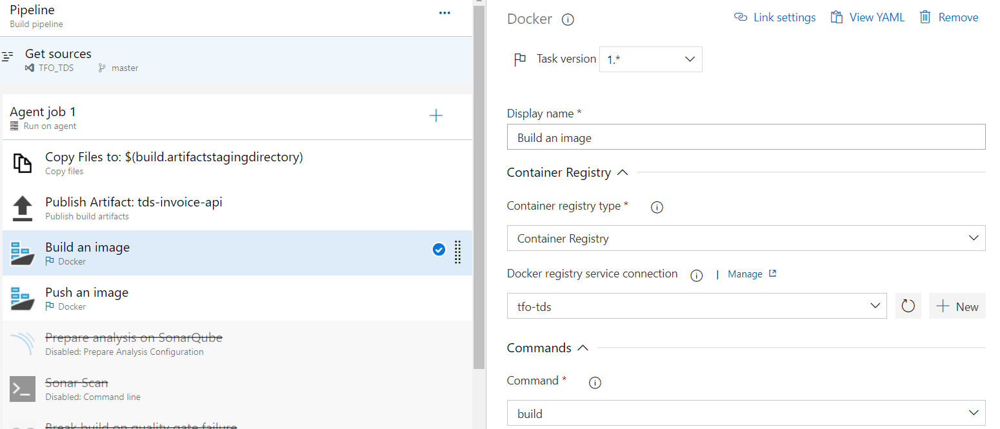 Pipeline
Build pipeline
Get sources
TFO_TDS master
Agent job 1
Run on agent
Copy Files to: $(build.artifactstagingdirectory)
Copy files
Publish Artifact: tds-invoice-api
Publish build artifacts
Build an image
Docker
Push an image
Docker
Prepare analysis on SonarQube
Disabled: Prepare Analysis Configuration
Sonar Scan
Disabled: Command line
Break build on quality gate failure
Docker
Link settings View YAML Remove
Task version 1.*
Display name *
Build an image
Container Registry
Container registry type *
Container Registry
Docker registry service connection | Manage
tfo-tds
New
Commands
Command *
build